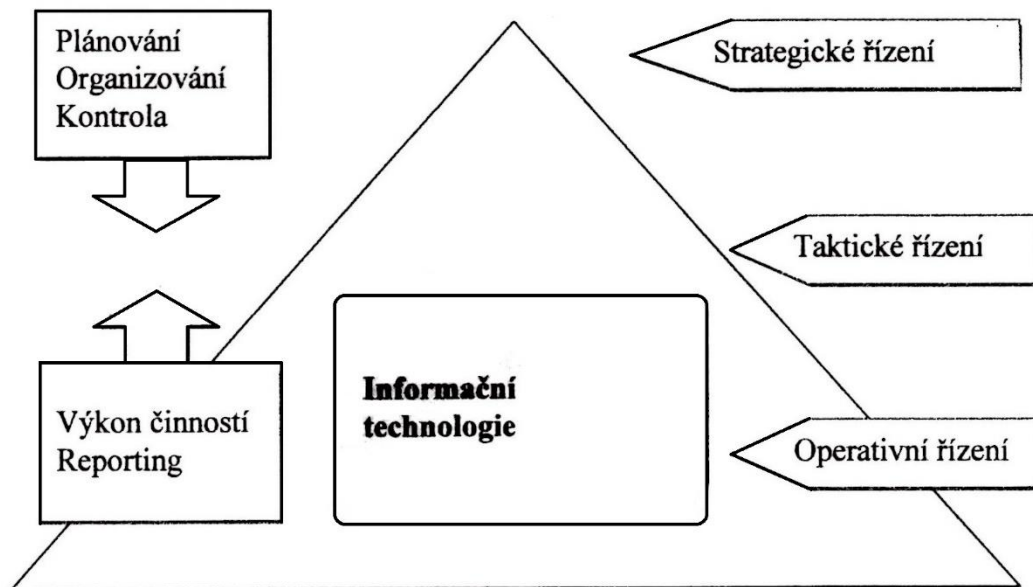 Plánování
Organizování
Kontrola
Strategické řízení
Taktické řízení
Informační
technologie
Výkon činností
Reporting
Operativní řízení